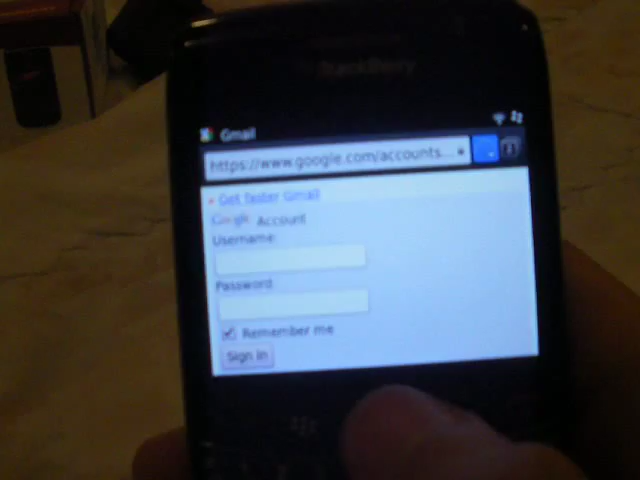 BlackBerry
Gmail
https://www.google.com/accounts...
Get faster Gmail
Google Account
Username
Password
Remember me
Sign in